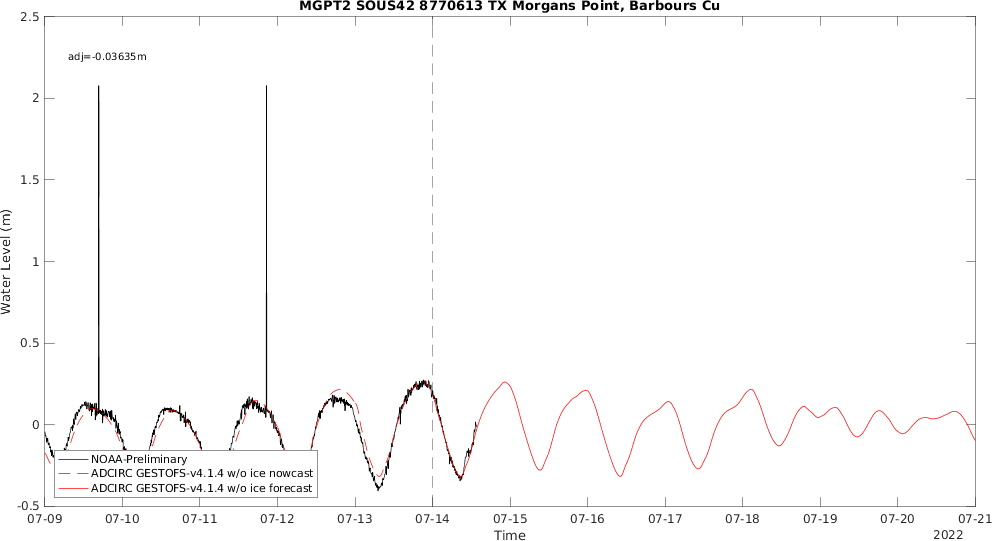 MGPT2 SOUS42 8770613 TX Morgans Point, Barbours Cu
adj=-0.03635m
2.5
2
1.5
1
0.5
0
-0.5
Water Level (m)
NOAA-Preliminary
ADCIRC GESTOFS-v4.1.4 w/o ice nowcast
ADCIRC GESTOFS-v4.1.4 w/o ice forecast
07-09 07-10 07-11 07-12 07-13 07-14 07-15 07-16 07-17 07-18 07-19 07-20 07-21
Time
2022